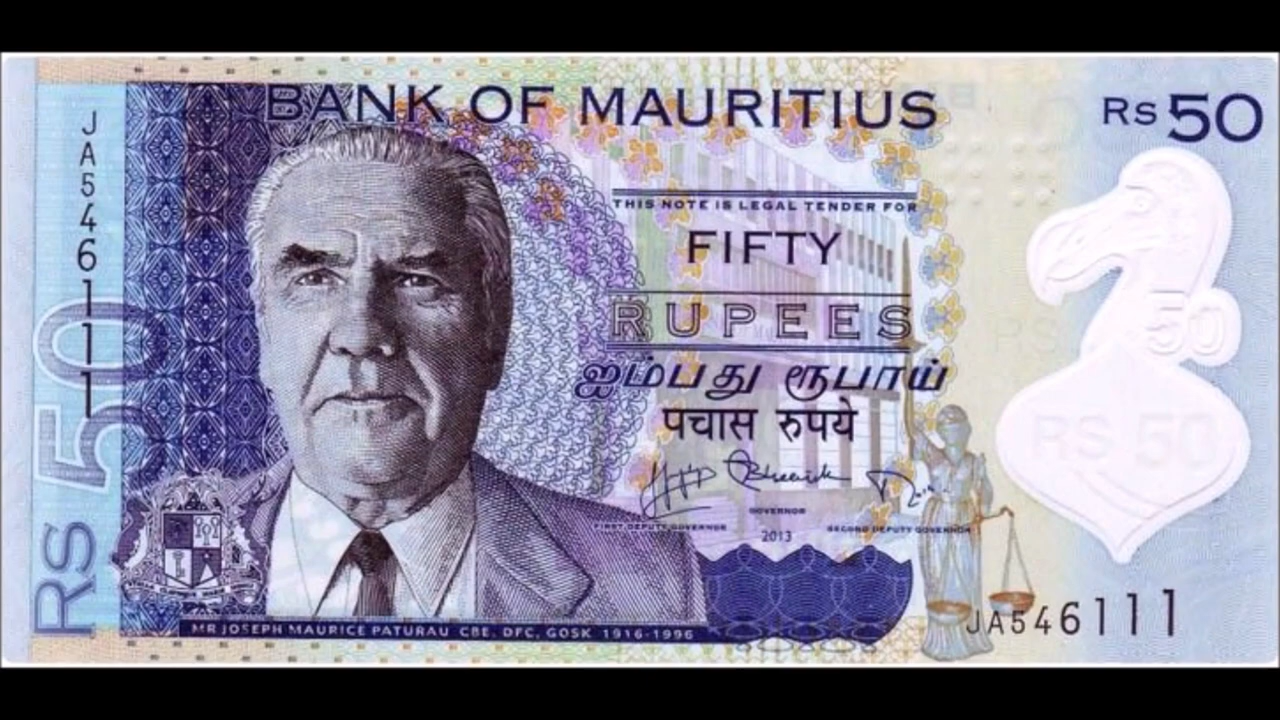 BANK OF MAURITIUS
Rs 50
JA546111
THIS NOTE IS LEGAL TENDER FOR
FIFTY
RUPEES
ஐம்பது ரூபாய்
पचास रुपये
FIRST DEPUTY GOVERNOR
GOVERNOR
SECOND DEPUTY GOVERNOR
2013
50
RS 50
Rs 50
MR JOSEPH MAURICE PATURAU CBE, DFC, GOSK 1916-1996
JA546111